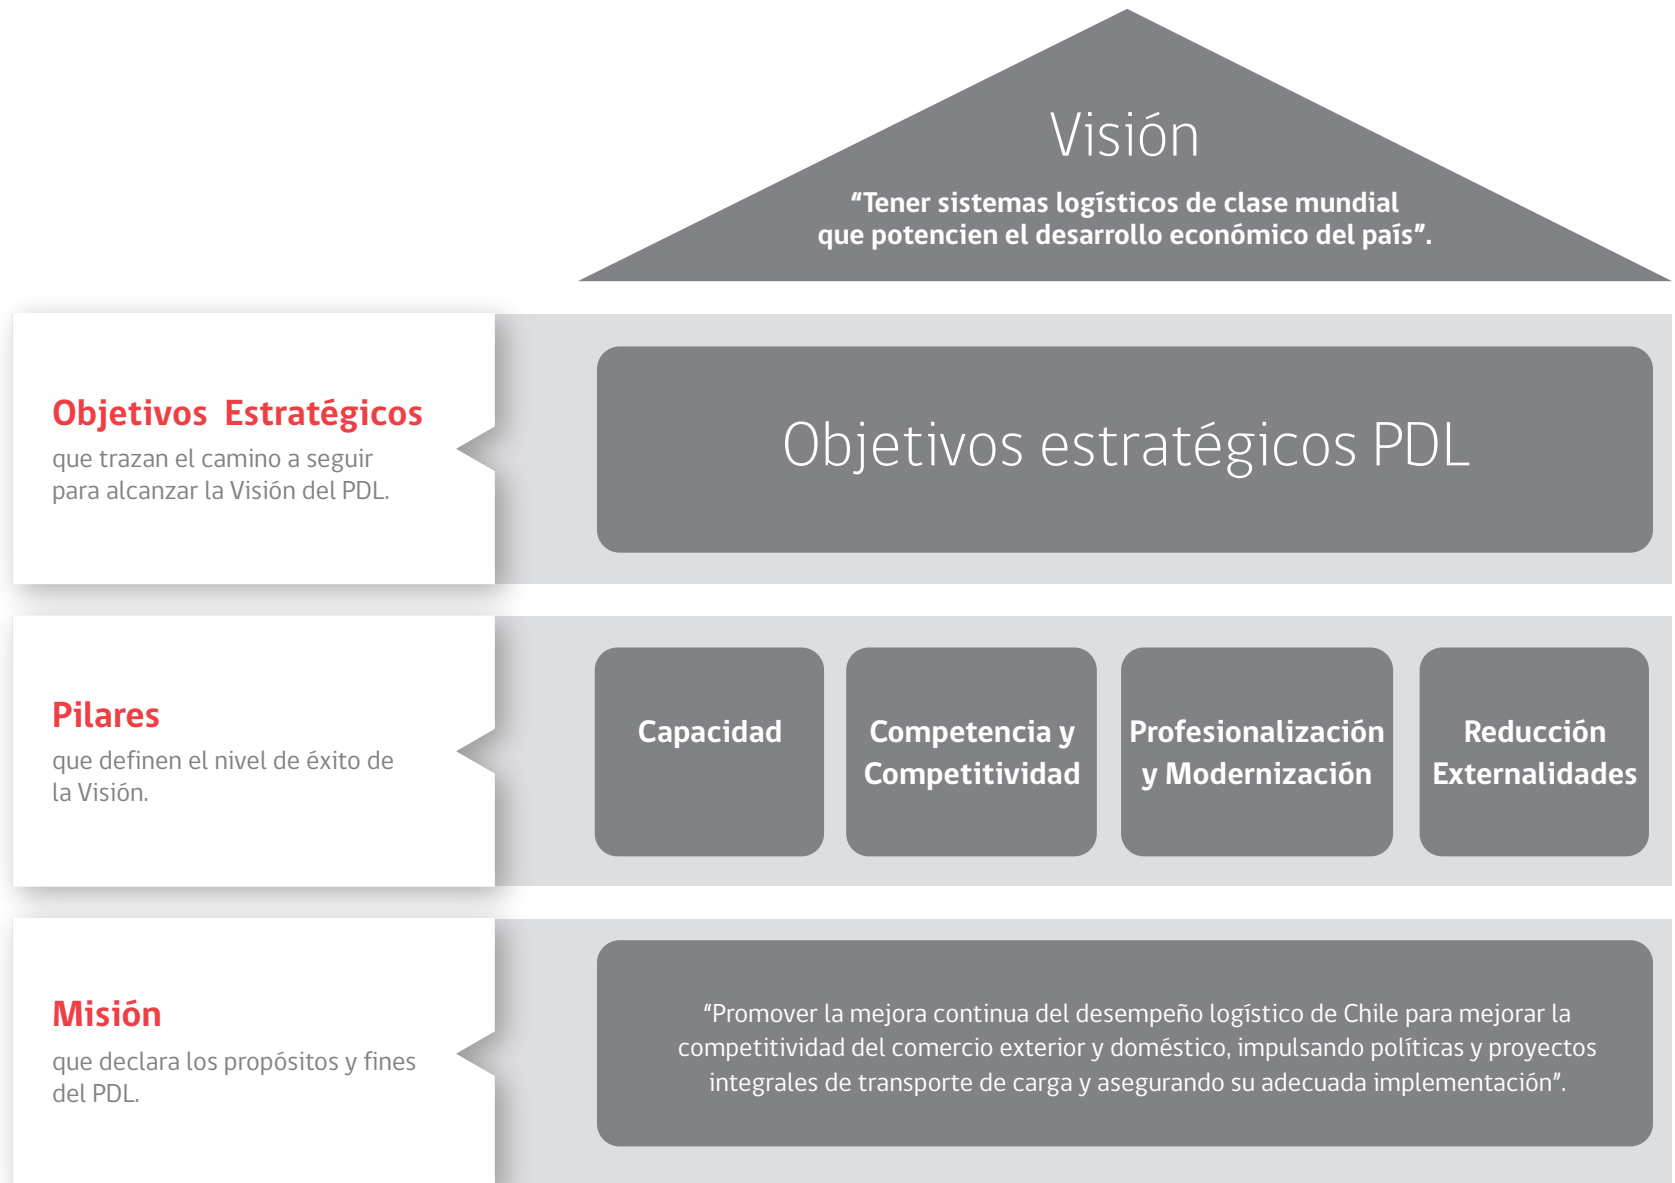 Visión
“Tener sistemas logísticos de clase mundial
que potencien el desarrollo económico del país”.
Objetivos Estratégicos
que trazan el camino a seguir
para alcanzar la Visión del PDL.
Objetivos estratégicos PDL
Pilares
que definen el nivel de éxito de
la Visión.
Capacidad
Competencia y
Competitividad
Profesionalización
y Modernización
Reducción
Externalidades
Misión
que declara los propósitos y fines
del PDL.
“Promover la mejora continua del desempeño logístico de Chile para mejorar la
competitividad del comercio exterior y doméstico, impulsando políticas y proyectos
integrales de transporte de carga y asegurando su adecuada implementación”.